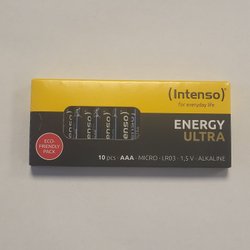 (intenso)
for everyday life
ENERGY
ULTRA
ECO-
FRIENDLY
PACK
10 pcs · AAA · MICRO · LR03 · 1,5 V · ALKALINE